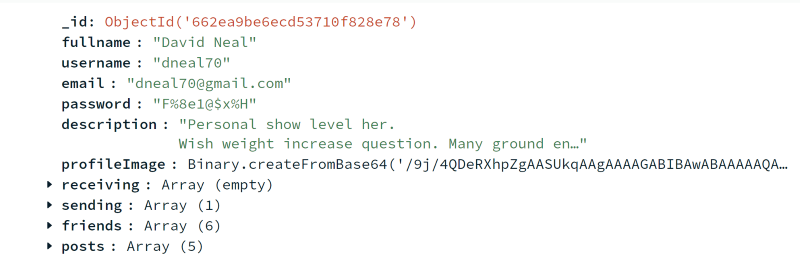 _id: ObjectId('662ea9be6ecd53710f828e78')
fullname : "David Neal"
username : "dneal70"
email : "dneal70@gmail.com"
password : "F%8e1@$x%H"
description : "Personal show level her.
Wish weight increase question. Many ground en…"
profileImage : Binary.createFromBase64('/9j/4QDeRXhpZgAASUkqAAgAAAAGABIBAwABAAAAAQA…
receiving : Array (empty)
sending : Array (1)
friends : Array (6)
posts : Array (5)